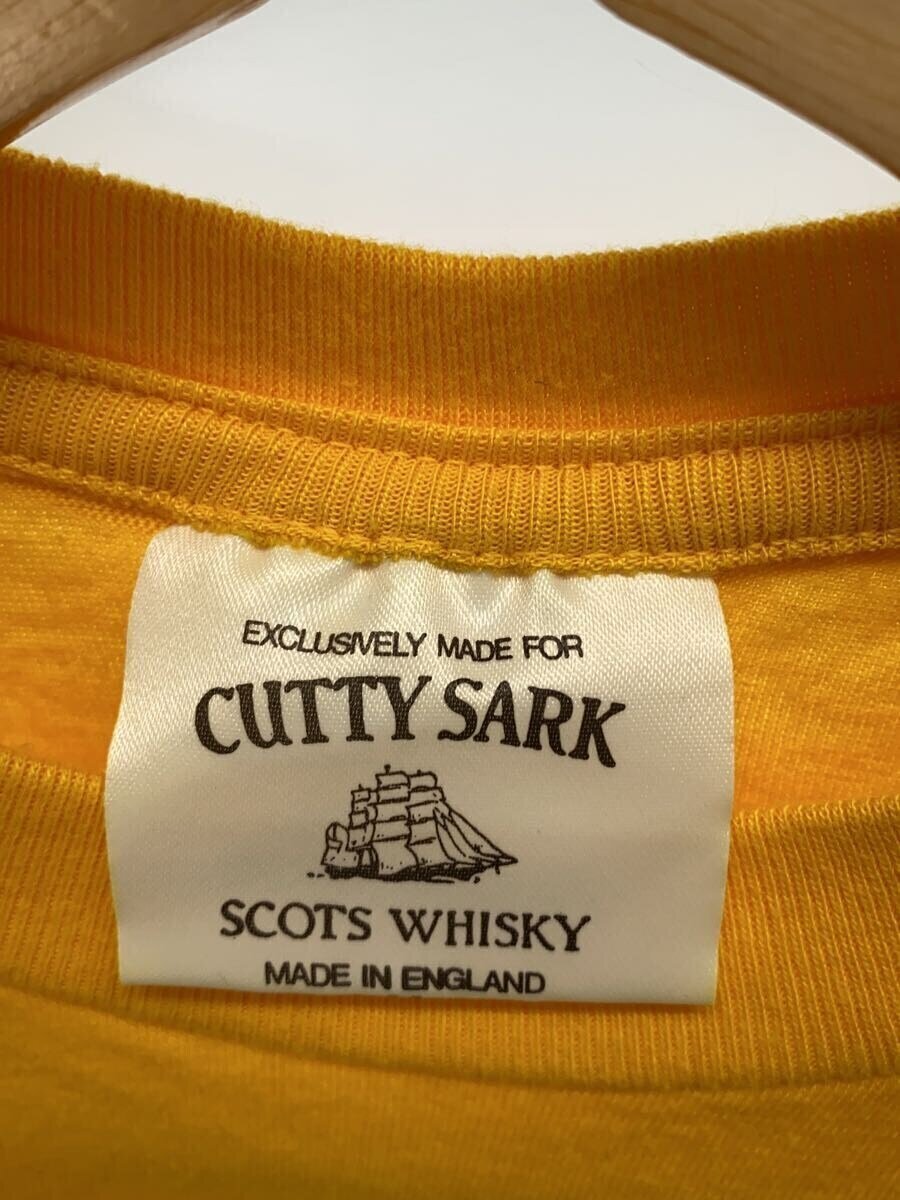 EXCLUSIVELY MADE FOR
CUTTY SARK
SCOTS WHISKY
MADE IN ENGLAND